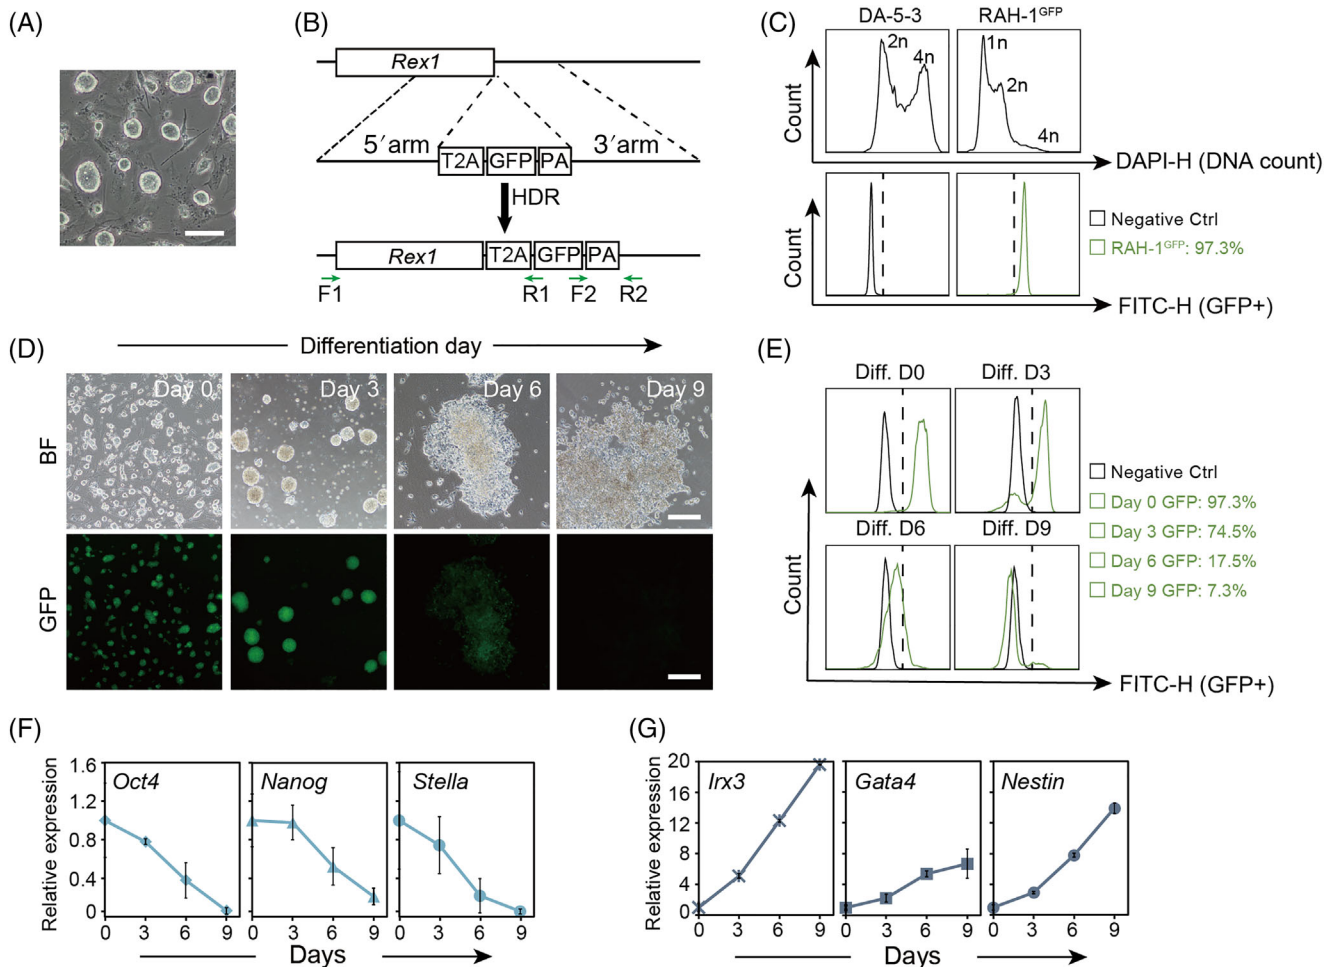 (A)
(B)
Rex1
5′arm
3′arm
T2A
GFP
PA
HDR
Rex1
T2A
GFP
PA
F1
R1
F2
R2
(C)
DA-5-3
RAH-1GFP
2n
4n
1n
2n
4n
Count
DAPI-H (DNA count)
Count
Negative Ctrl
RAH-1GFP: 97.3%
FITC-H (GFP+)
(D)
Differentiation day
Day 0
Day 3
Day 6
Day 9
BF
GFP
(E)
Diff. D0
Diff. D3
Diff. D6
Diff. D9
Count
Negative Ctrl
Day 0 GFP: 97.3%
Day 3 GFP: 74.5%
Day 6 GFP: 17.5%
Day 9 GFP: 7.3%
FITC-H (GFP+)
(F)
Relative expression
1.6
1.2
0.8
0.4
0
Oct4
Nanog
Stella
0 3 6 9
0 3 6 9
0 3 6 9
Days
(G)
Relative expression
20
16
12
8
4
0
Irx3
Gata4
Nestin
0 3 6 9
0 3 6 9
0 3 6 9
Days